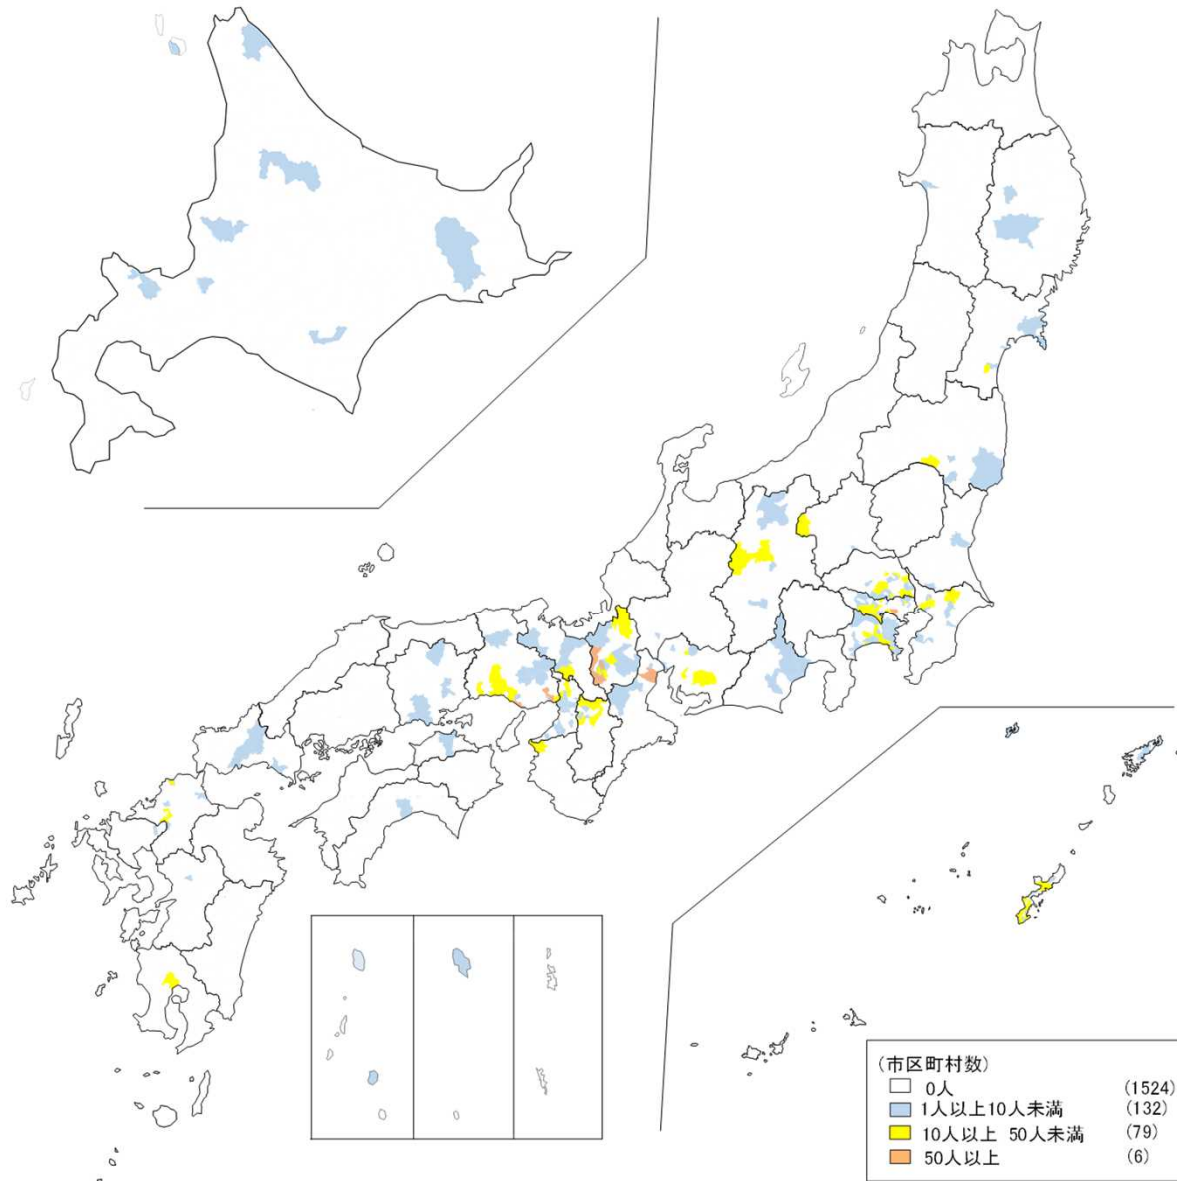 (市区町村数)
0人 (1524)
1人以上10人未満 (132)
10人以上 50人未満 (79)
50人以上 (6)